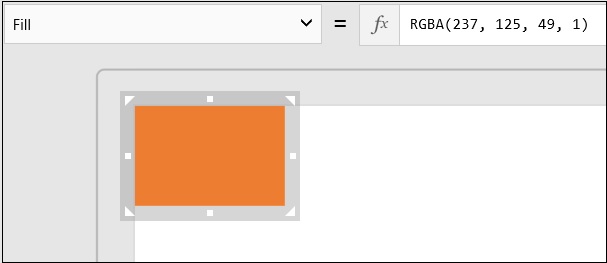 Fill = fx RGBA(237, 125, 49, 1)